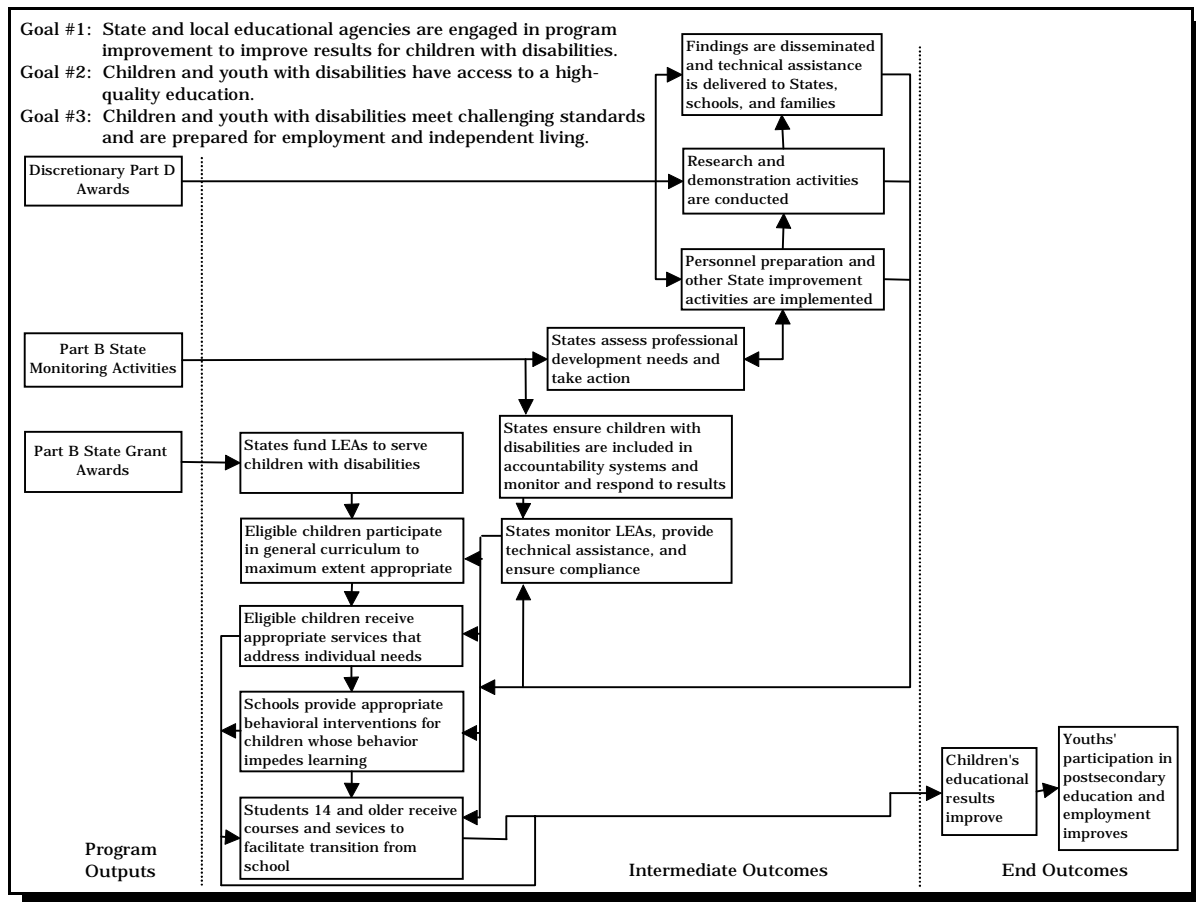 Goal #1: State and local educational agencies are engaged in program
improvement to improve results for children with disabilities.
Goal #2: Children and youth with disabilities have access to a high-
quality education.
Goal #3: Children and youth with disabilities meet challenging standards
and are prepared for employment and independent living.
Findings are disseminated
and technical assistance
is delivered to States,
schools, and families
Discretionary Part D
Awards
Research and
demonstration activities
are conducted
Personnel preparation and
other State improvement
activities are implemented
Part B State
Monitoring Activities
States assess professional
development needs and
take action
Part B State Grant
Awards
States fund LEAs to serve
children with disabilities
States ensure children with
disabilities are included in
accountability systems and
monitor and respond to results
Eligible children participate
in general curriculum to
maximum extent appropriate
States monitor LEAs, provide
technical assistance, and
ensure compliance
Eligible children receive
appropriate services that
address individual needs
Schools provide appropriate
behavioral interventions for
children whose behavior
impedes learning
Students 14 and older receive
courses and sevices to
facilitate transition from
school
Children's
educational
results
improve
Youths'
participation in
postsecondary
education and
employment
improves
Program
Outputs
Intermediate Outcomes
End Outcomes